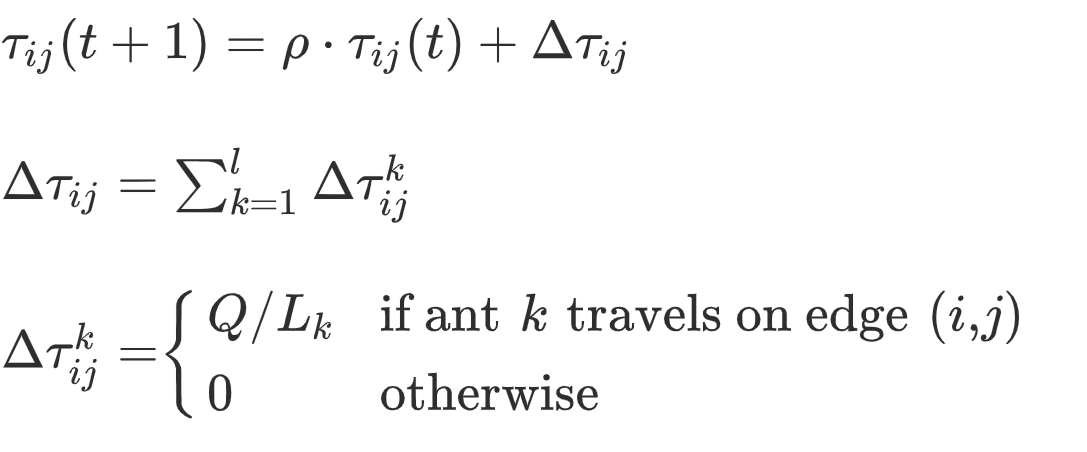 τij(t + 1) = ρ · τij(t) + Δτij
Δτij = ∑lk=1 Δτkij
Δτkij = { Q/Lk if ant k travels on edge (i,j)
0 otherwise